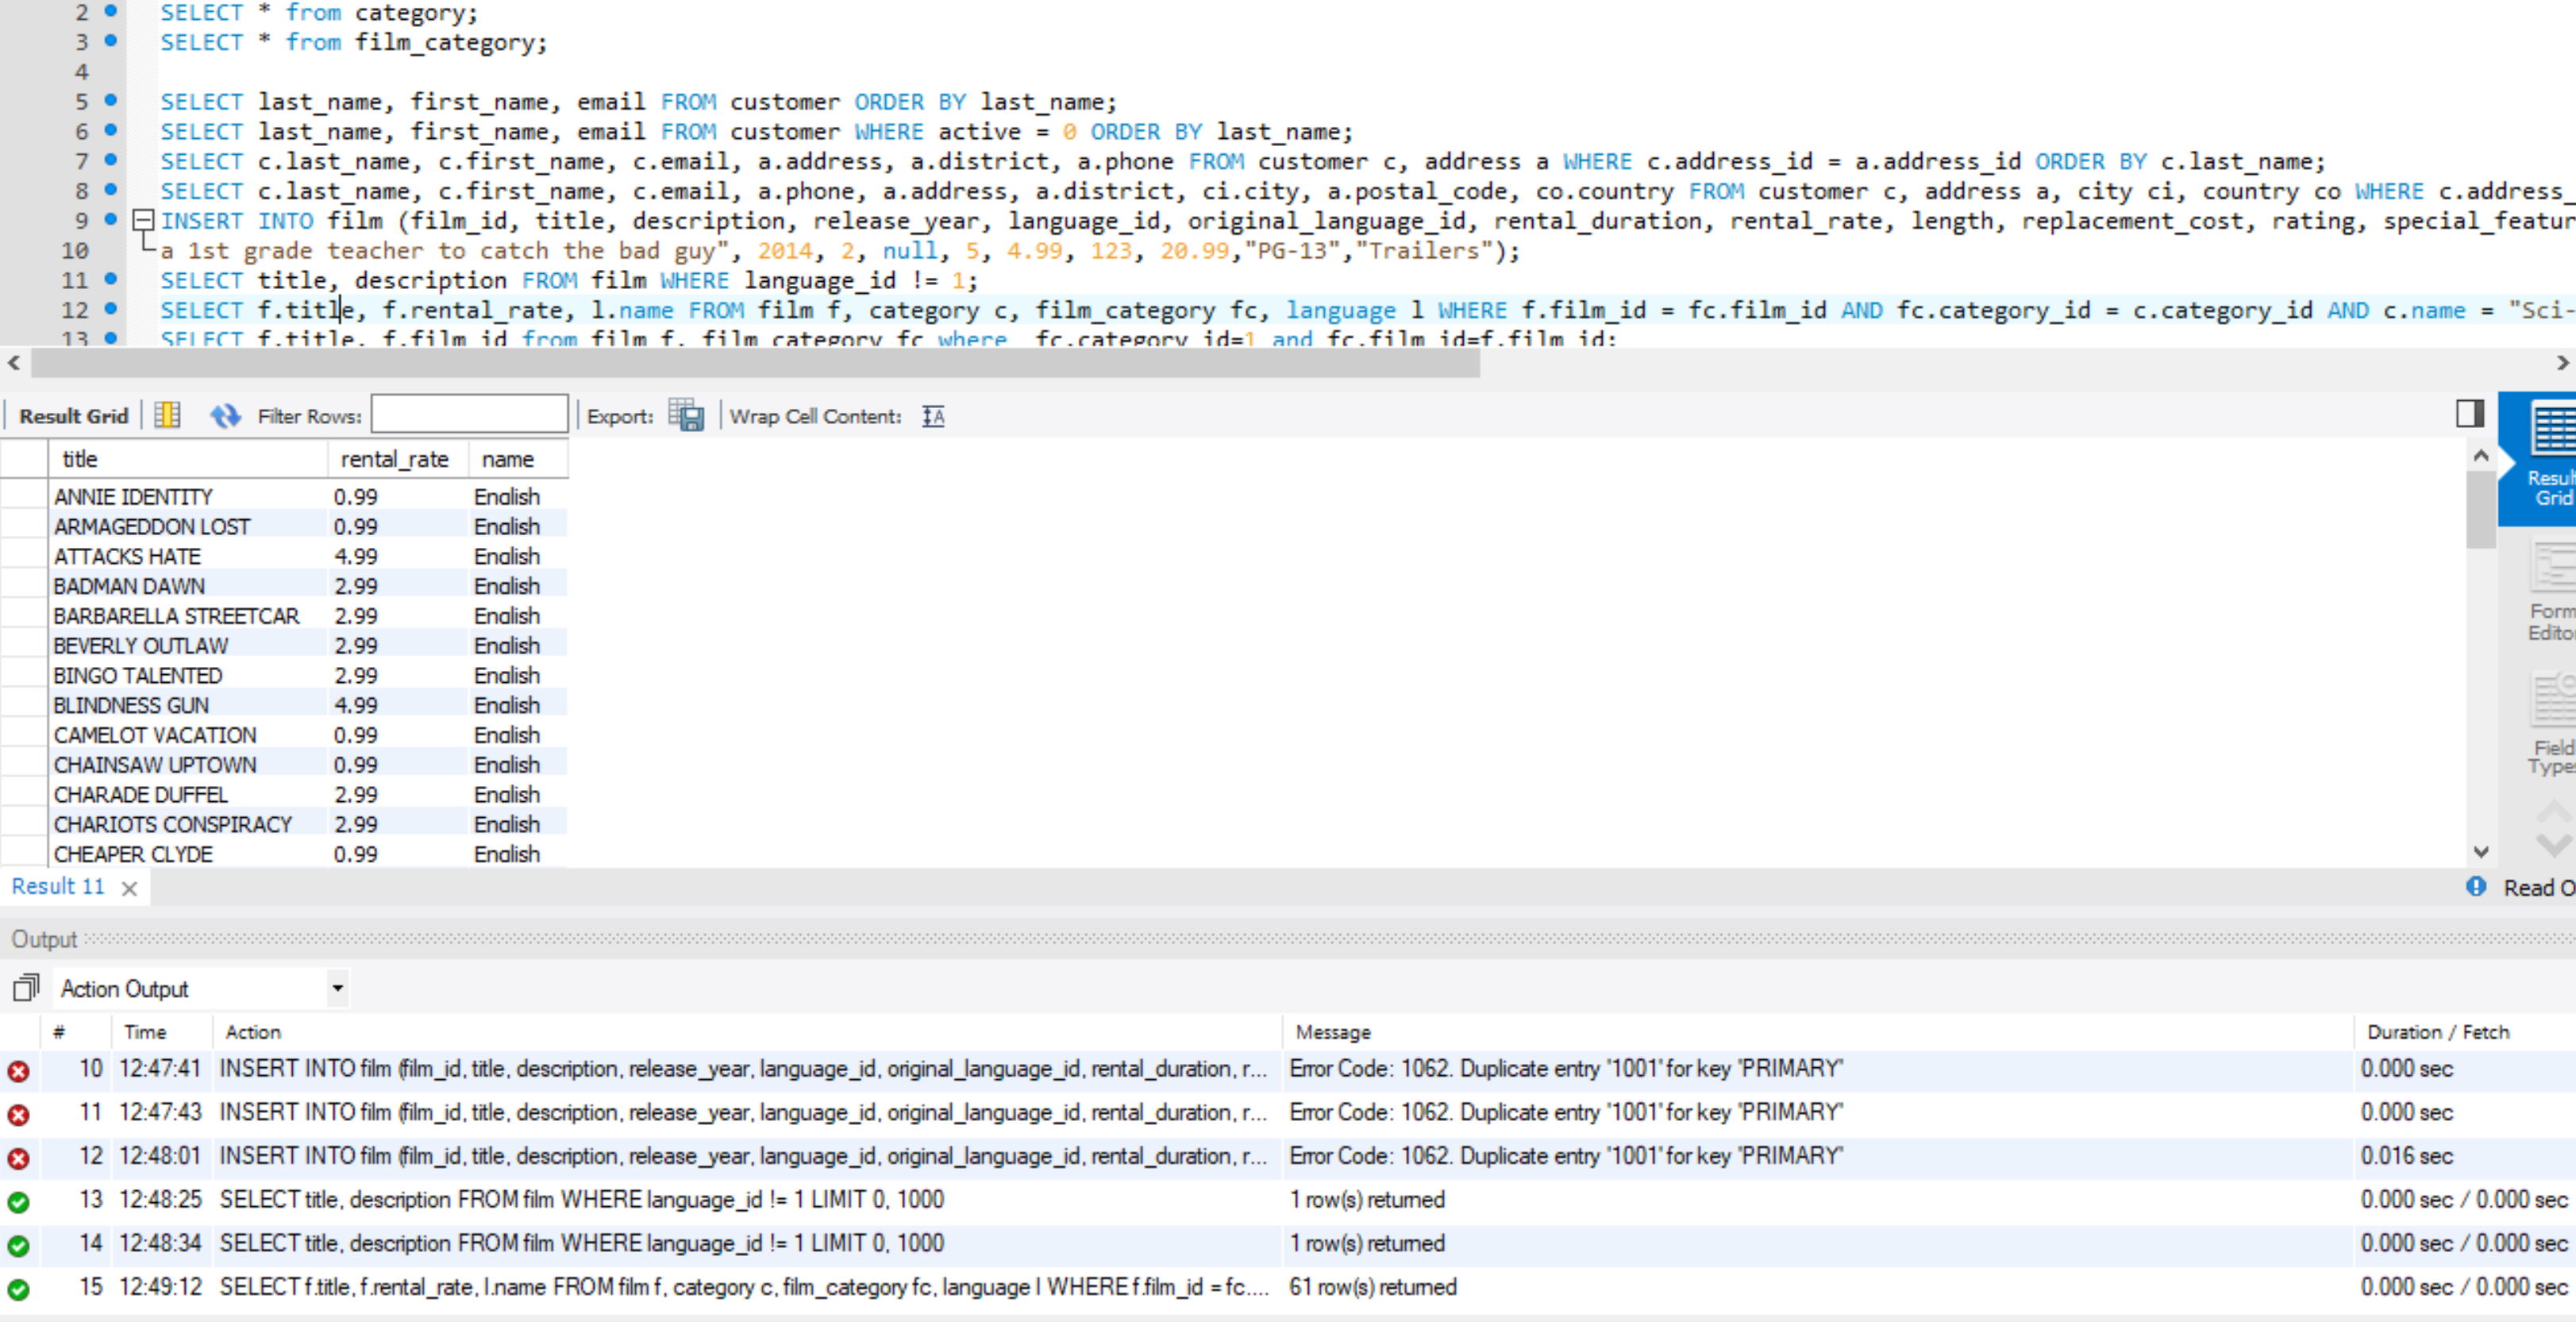 2 SELECT * from category;
3 SELECT * from film_category;
4
5 SELECT last_name, first_name, email FROM customer ORDER BY last_name;
6 SELECT last_name, first_name, email FROM customer WHERE active = 0 ORDER BY last_name;
7 SELECT c.last_name, c.first_name, c.email, a.address, a.district, a.phone FROM customer c, address a WHERE c.address_id = a.address_id ORDER BY c.last_name;
8 SELECT c.last_name, c.first_name, c.email, a.phone, a.address, a.district, ci.city, a.postal_code, co.country FROM customer c, address a, city ci, country co WHERE c.address_
9 INSERT INTO film (film_id, title, description, release_year, language_id, original_language_id, rental_duration, rental_rate, length, replacement_cost, rating, special_featur
10 a 1st grade teacher to catch the bad guy", 2014, 2, null, 5, 4.99, 123, 20.99,"PG-13","Trailers");
11 SELECT title, description FROM film WHERE language_id != 1;
12 SELECT f.title, f.rental_rate, l.name FROM film f, category c, film_category fc, language l WHERE f.film_id = fc.film_id AND fc.category_id = c.category_id AND c.name = "Sci-
13 SELECT f.title, f.film_id from film f, film_category fc where  fc.category_id=1 and fc.film_id=f.film_id;
Result Grid Filter Rows: Export: Wrap Cell Content:
title rental_rate name
ANNIE IDENTITY 0.99 English
ARMAGEDDON LOST 0.99 English
ATTACKS HATE 4.99 English
BADMAN DAWN 2.99 English
BARBARELLA STREETCAR 2.99 English
BEVERLY OUTLAW 2.99 English
BINGO TALENTED 2.99 English
BLINDNESS GUN 4.99 English
CAMELOT VACATION 0.99 English
CHAINSAW UPTOWN 0.99 English
CHARADE DUFFEL 2.99 English
CHARIOTS CONSPIRACY 2.99 English
CHEAPER CLYDE 0.99 English
Result
Grid
Form
Edito
Field
Types
Result 11 Read O
Output
Action Output
# Time Action Message Duration / Fetch
10 12:47:41 INSERT INTO film (film_id, title, description, release_year, language_id, original_language_id, rental_duration, r... Error Code: 1062. Duplicate entry '1001' for key 'PRIMARY' 0.000 sec
11 12:47:43 INSERT INTO film (film_id, title, description, release_year, language_id, original_language_id, rental_duration, r... Error Code: 1062. Duplicate entry '1001' for key 'PRIMARY' 0.000 sec
12 12:48:01 INSERT INTO film (film_id, title, description, release_year, language_id, original_language_id, rental_duration, r... Error Code: 1062. Duplicate entry '1001' for key 'PRIMARY' 0.016 sec
13 12:48:25 SELECT title, description FROM film WHERE language_id != 1 LIMIT 0, 1000 1 row(s) returned 0.000 sec / 0.000 sec
14 12:48:34 SELECT title, description FROM film WHERE language_id != 1 LIMIT 0, 1000 1 row(s) returned 0.000 sec / 0.000 sec
15 12:49:12 SELECT f.title, f.rental_rate, l.name FROM film f, category c, film_category fc, language l WHERE f.film_id = fc.... 61 row(s) returned 0.000 sec / 0.000 sec